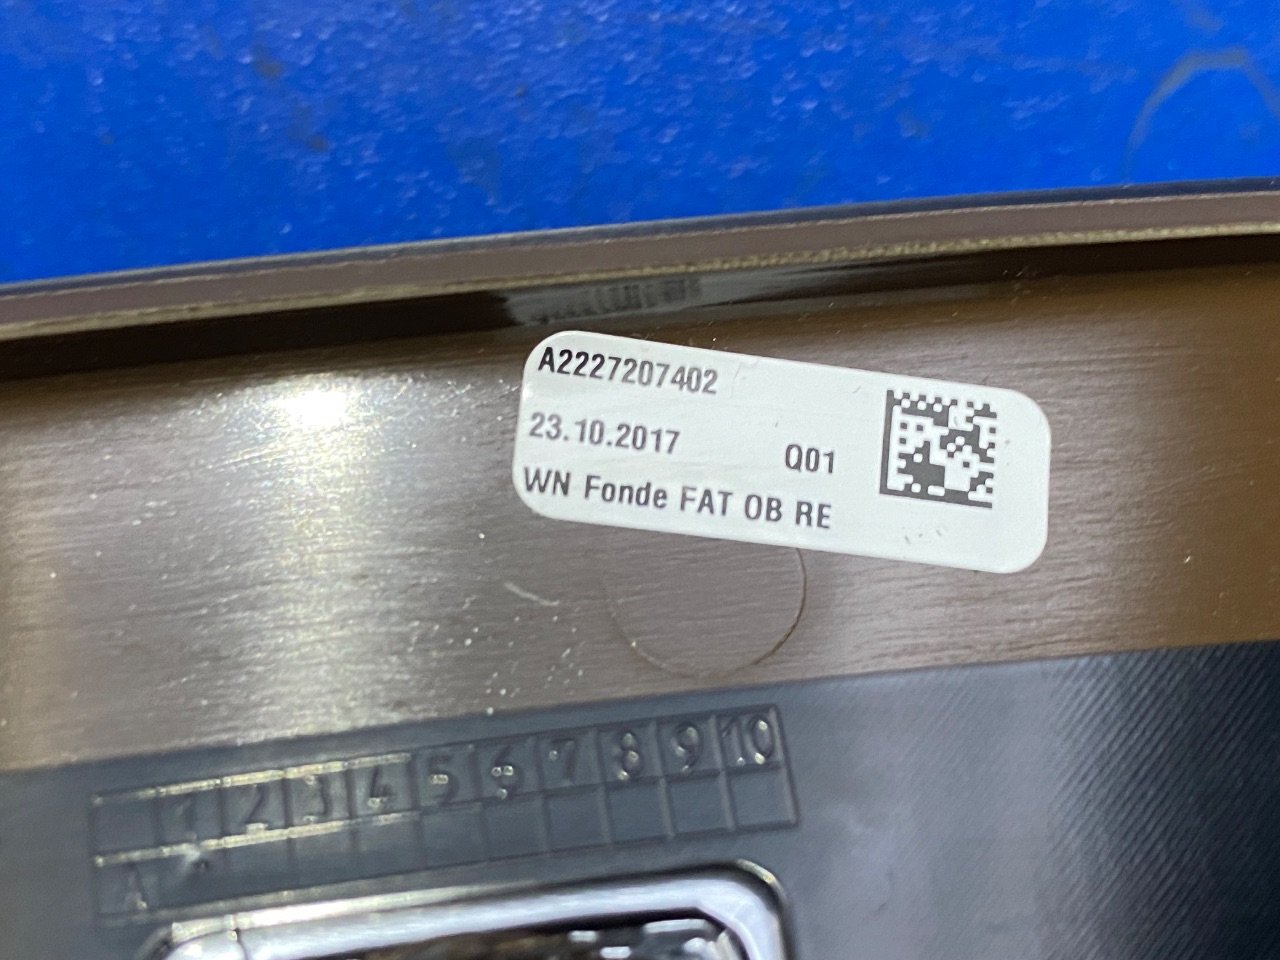 A2227207402
23.10.2017 Q01
WN Fonde FAT OB RE
1 2 3 4 5 6 7 8 9 10
A